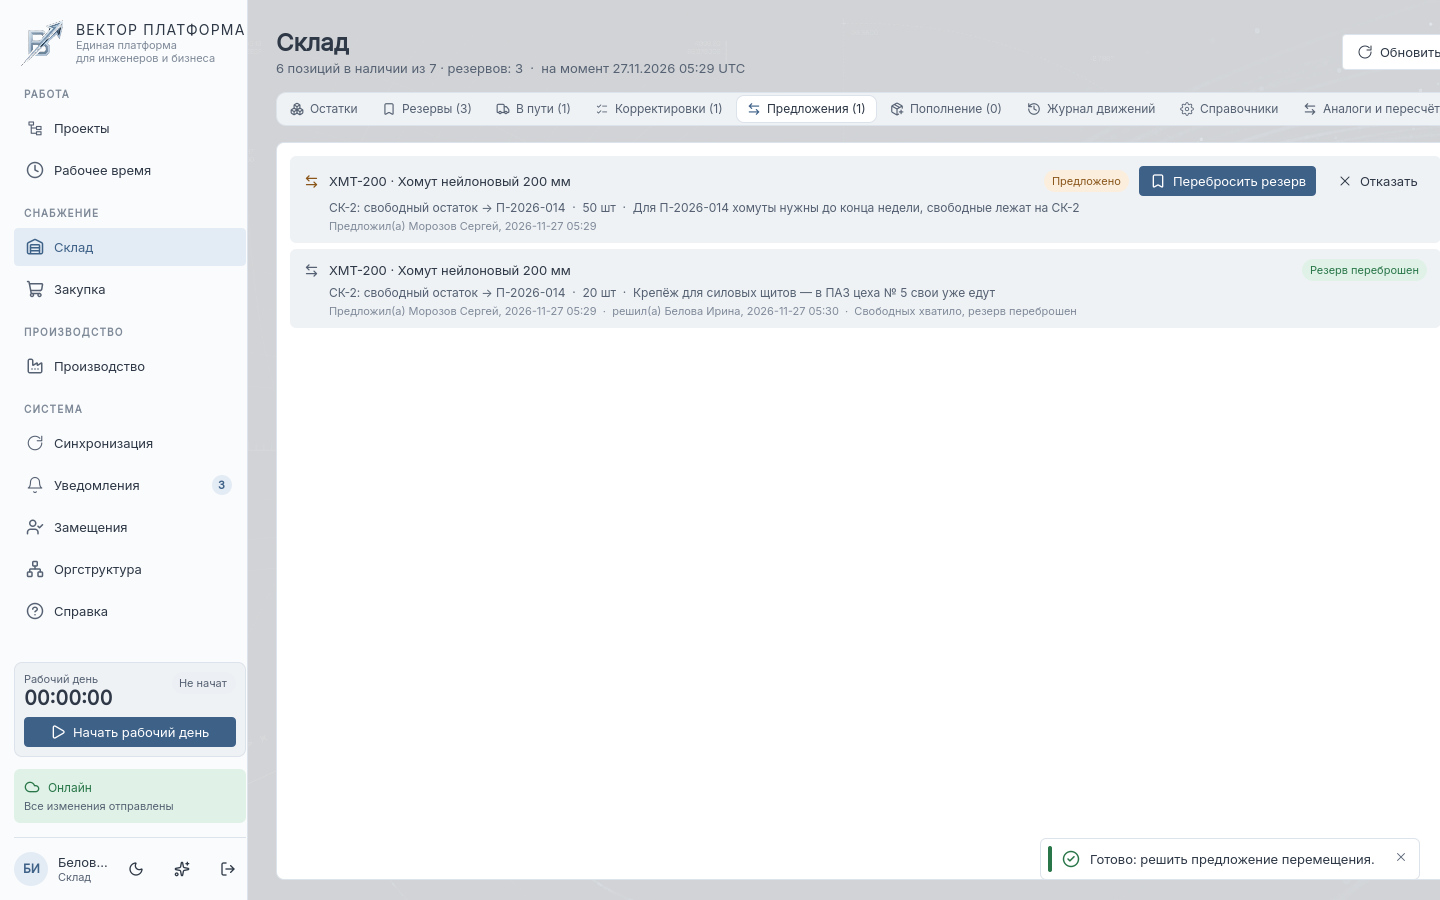 ВЕКТОР ПЛАТФОРМА
Единая платформа
для инженеров и бизнеса
РАБОТА
Проекты
Рабочее время
СНАБЖЕНИЕ
Склад
Закупка
ПРОИЗВОДСТВО
Производство
СИСТЕМА
Синхронизация
Уведомления 3
Замещения
Оргструктура
Справка
Рабочий день
Не начат
00:00:00
Начать рабочий день
Онлайн
Все изменения отправлены
БИ
Белов...
Склад
Склад
6 позиций в наличии из 7 · резервов: 3 · на момент 27.11.2026 05:29 UTC
Обновить
Остатки Резервы (3) В пути (1) Корректировки (1) Предложения (1) Пополнение (0) Журнал движений Справочники Аналоги и пересчёт
ХМТ-200 · Хомут нейлоновый 200 мм Предложено Перебросить резерв Отказать
СК-2: свободный остаток → П-2026-014 · 50 шт · Для П-2026-014 хомуты нужны до конца недели, свободные лежат на СК-2
Предложил(а) Морозов Сергей, 2026-11-27 05:29
ХМТ-200 · Хомут нейлоновый 200 мм Резерв переброшен
СК-2: свободный остаток → П-2026-014 · 20 шт · Крепёж для силовых щитов — в ПАЗ цеха № 5 свои уже едут
Предложил(а) Морозов Сергей, 2026-11-27 05:29 · решил(а) Белова Ирина, 2026-11-27 05:30 · Свободных хватило, резерв переброшен
Готово: решить предложение перемещения.